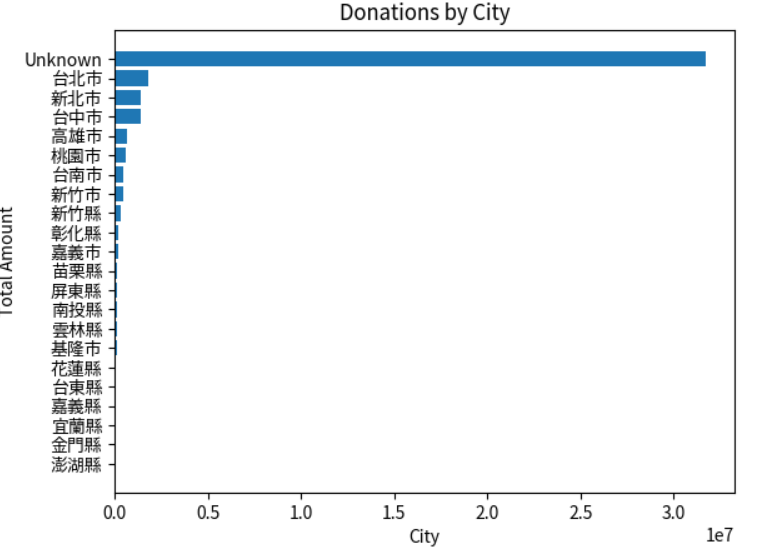 Donations by City
Unknown
台北市
新北市
台中市
高雄市
桃園市
台南市
新竹市
新竹縣
彰化縣
嘉義市
苗栗縣
屏東縣
南投縣
雲林縣
基隆市
花蓮縣
台東縣
嘉義縣
宜蘭縣
金門縣
澎湖縣
Total Amount
0.0 0.5 1.0 1.5 2.0 2.5 3.0
City
1e7